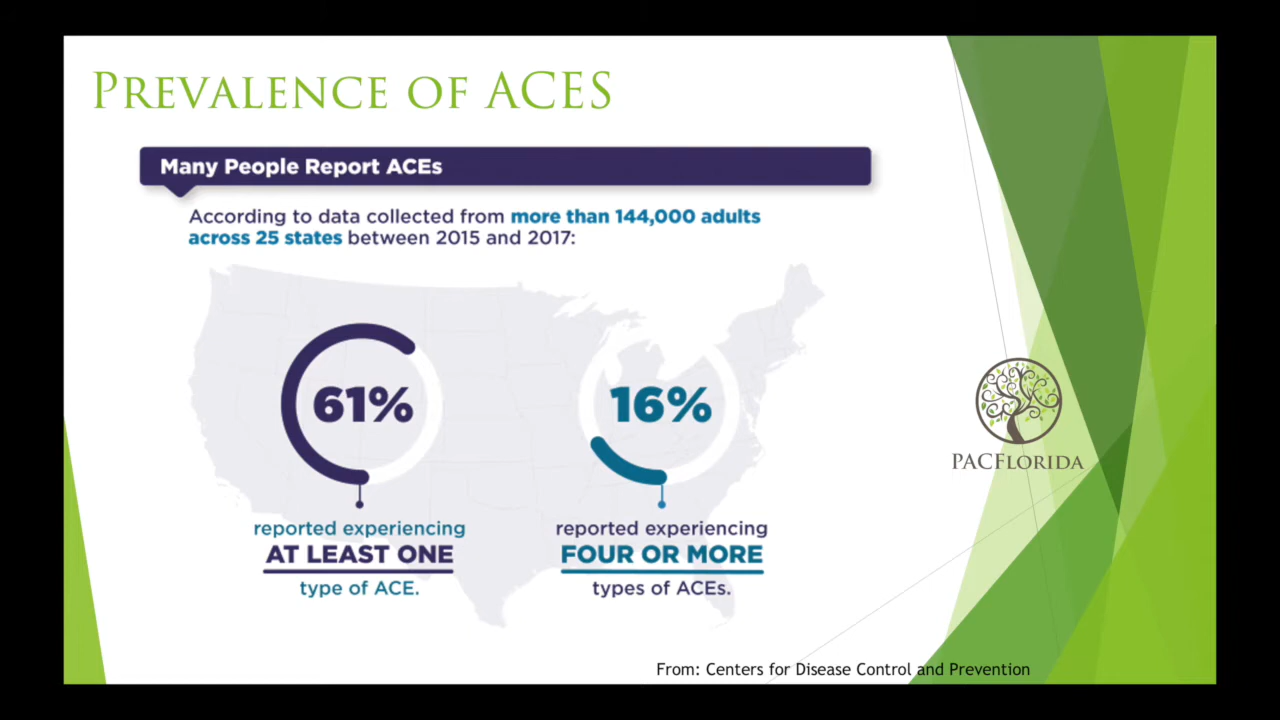 PREVALENCE OF ACES
Many People Report ACEs
According to data collected from more than 144,000 adults
across 25 states between 2015 and 2017:
61%
reported experiencing
AT LEAST ONE
type of ACE.
16%
reported experiencing
FOUR OR MORE
types of ACEs.
PACFLORIDA
From: Centers for Disease Control and Prevention